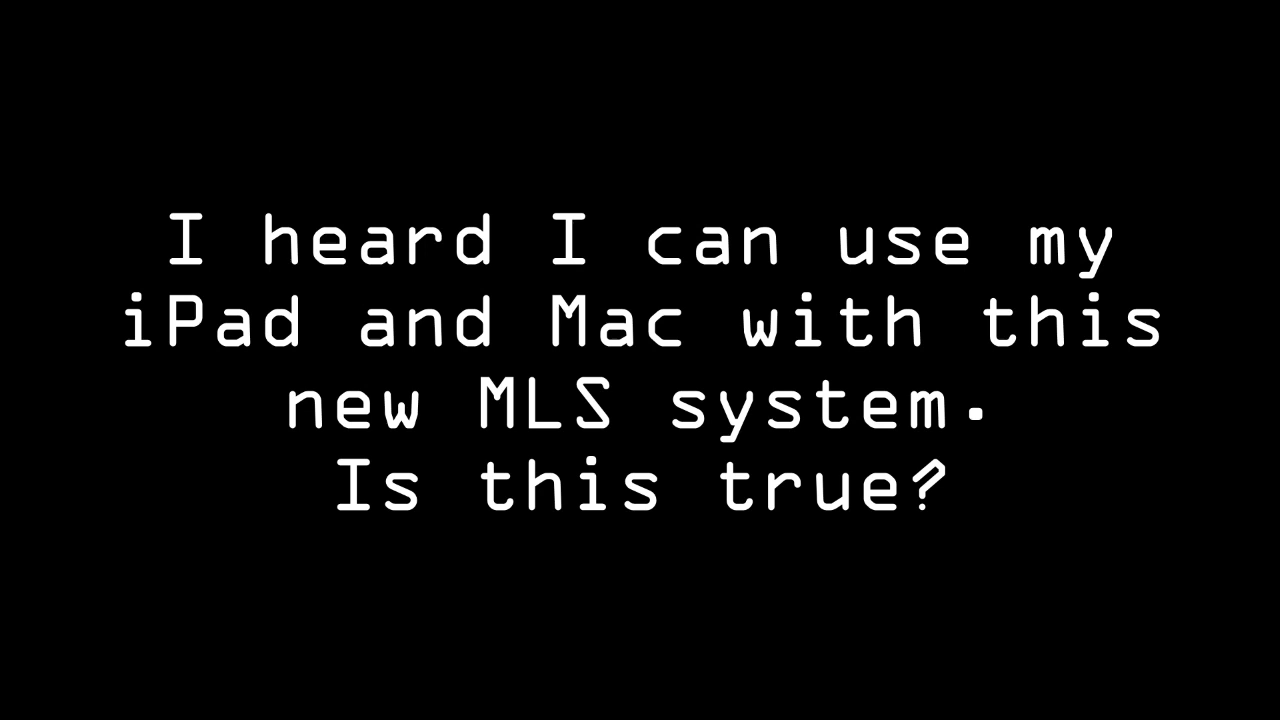 I heard I can use my
iPad and Mac with this
new MLS system.
Is this true?